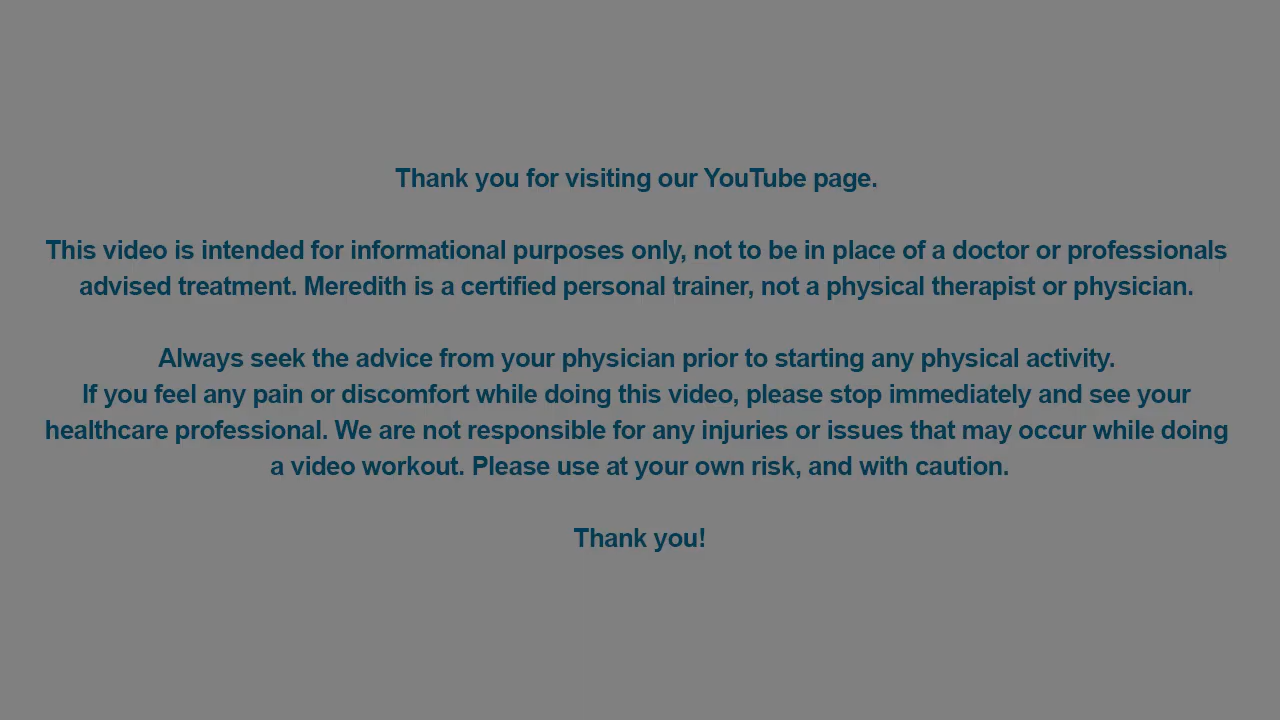 Thank you for visiting our YouTube page.
This video is intended for informational purposes only, not to be in place of a doctor or professionals
advised treatment. Meredith is a certified personal trainer, not a physical therapist or physician.
Always seek the advice from your physician prior to starting any physical activity.
If you feel any pain or discomfort while doing this video, please stop immediately and see your
healthcare professional. We are not responsible for any injuries or issues that may occur while doing
a video workout. Please use at your own risk, and with caution.
Thank you!